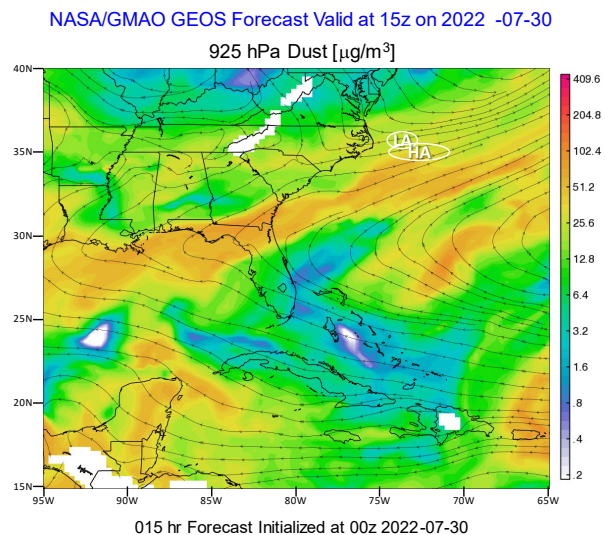 NASA/GMAO GEOS Forecast Valid at 15z on 2022 -07-30
925 hPa Dust [μg/m³]
40N
35N
30N
25N
20N
15N
95W 90W 85W 80W 75W 70W 65W
LA
HA
409.6
204.8
102.4
51.2
25.6
12.8
6.4
3.2
1.6
.8
.4
.2
015 hr Forecast Initialized at 00z 2022-07-30